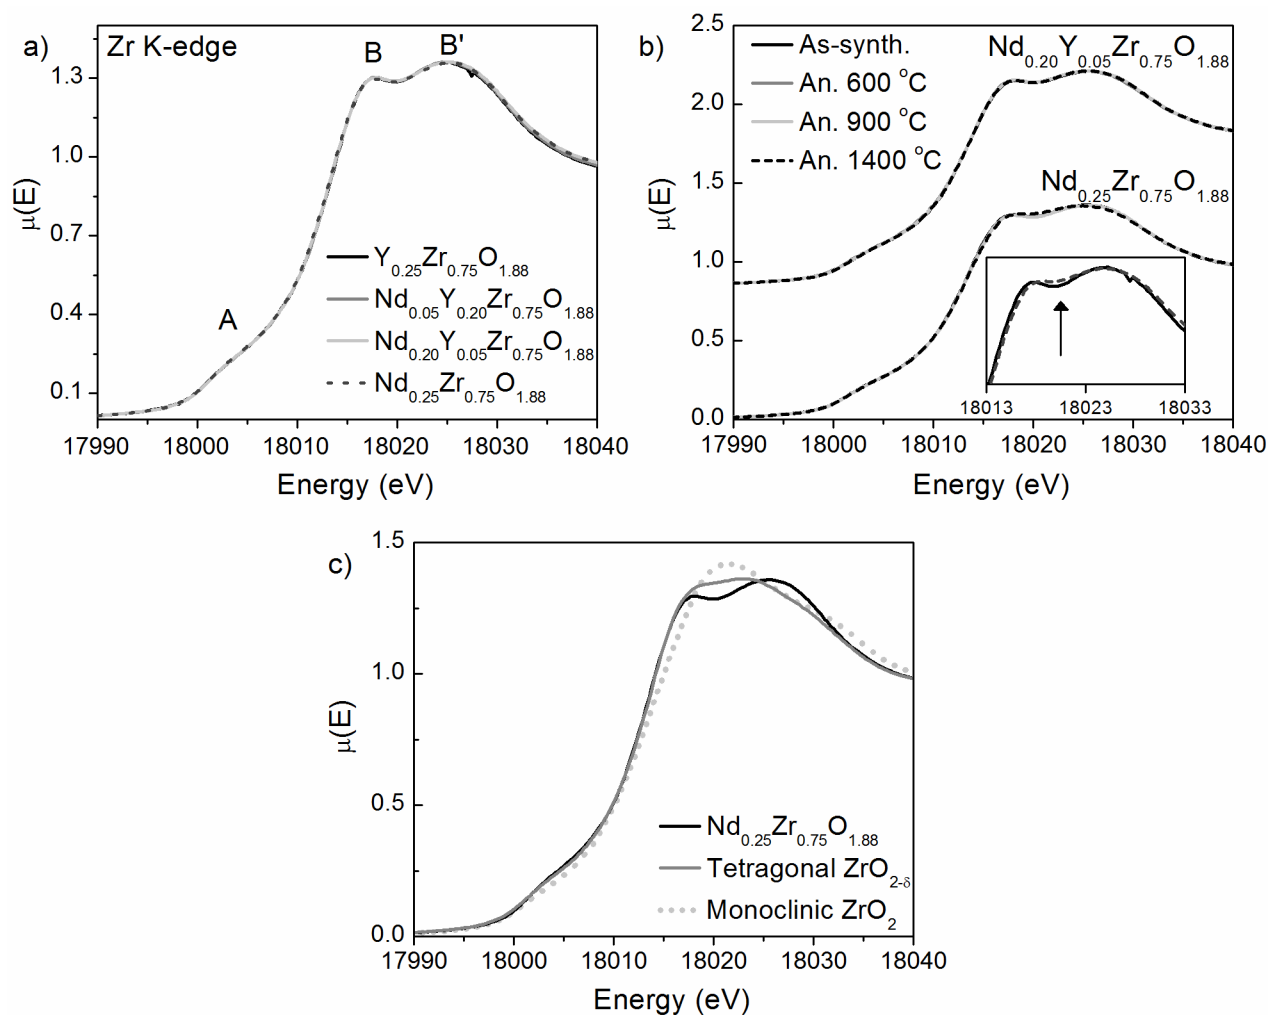 a)
Zr K-edge
B
B'
A
1.3
1.0
0.7
0.4
0.1
μ(E)
Y0.25Zr0.75O1.88
Nd0.05Y0.20Zr0.75O1.88
Nd0.20Y0.05Zr0.75O1.88
Nd0.25Zr0.75O1.88
17990 18000 18010 18020 18030 18040
Energy (eV)
b)
As-synth.
An. 600 °C
An. 900 °C
An. 1400 °C
Nd0.20Y0.05Zr0.75O1.88
Nd0.25Zr0.75O1.88
2.5
2.0
1.5
1.0
0.5
0.0
μ(E)
18013 18023 18033
17990 18000 18010 18020 18030 18040
Energy (eV)
c)
1.5
1.0
0.5
0.0
μ(E)
Nd0.25Zr0.75O1.88
Tetragonal ZrO2-δ
Monoclinic ZrO2
17990 18000 18010 18020 18030 18040
Energy (eV)